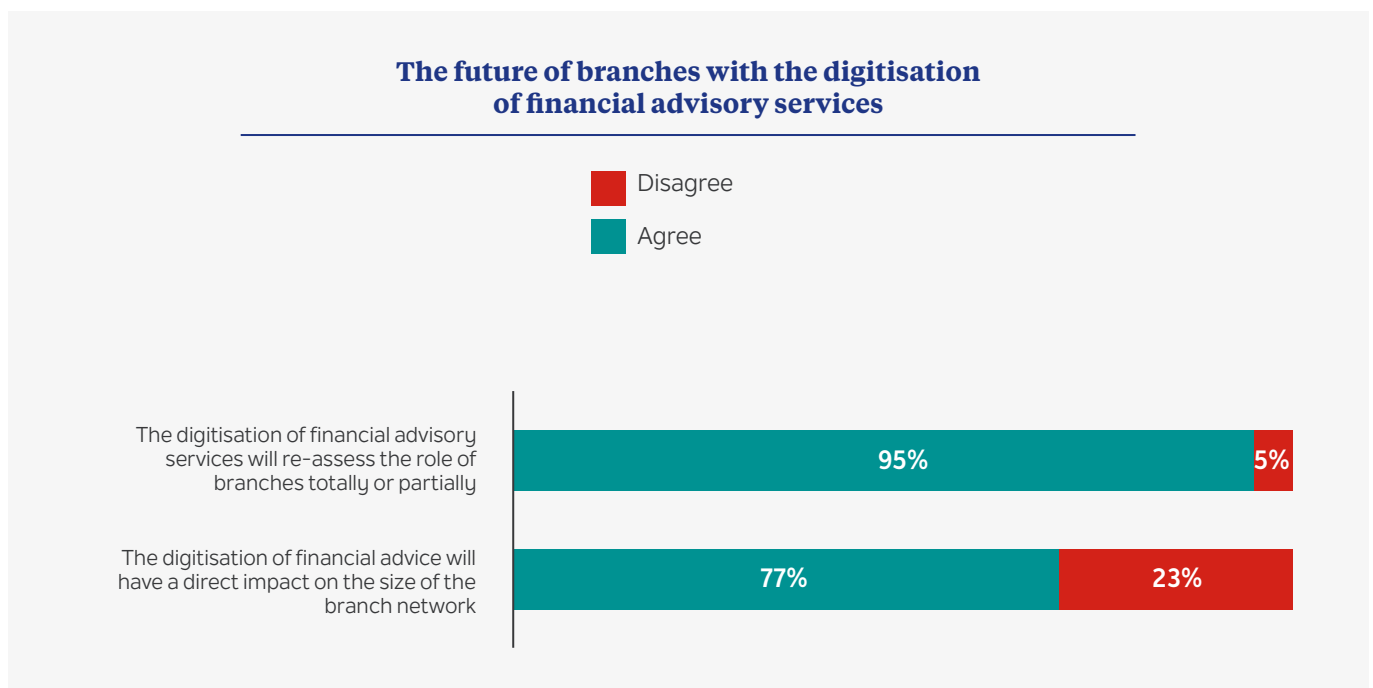 The future of branches with the digitisation
of financial advisory services
Disagree
Agree
The digitisation of financial advisory
services will re-assess the role of
branches totally or partially
95%
5%
The digitisation of financial advice will
have a direct impact on the size of the
branch network
77%
23%